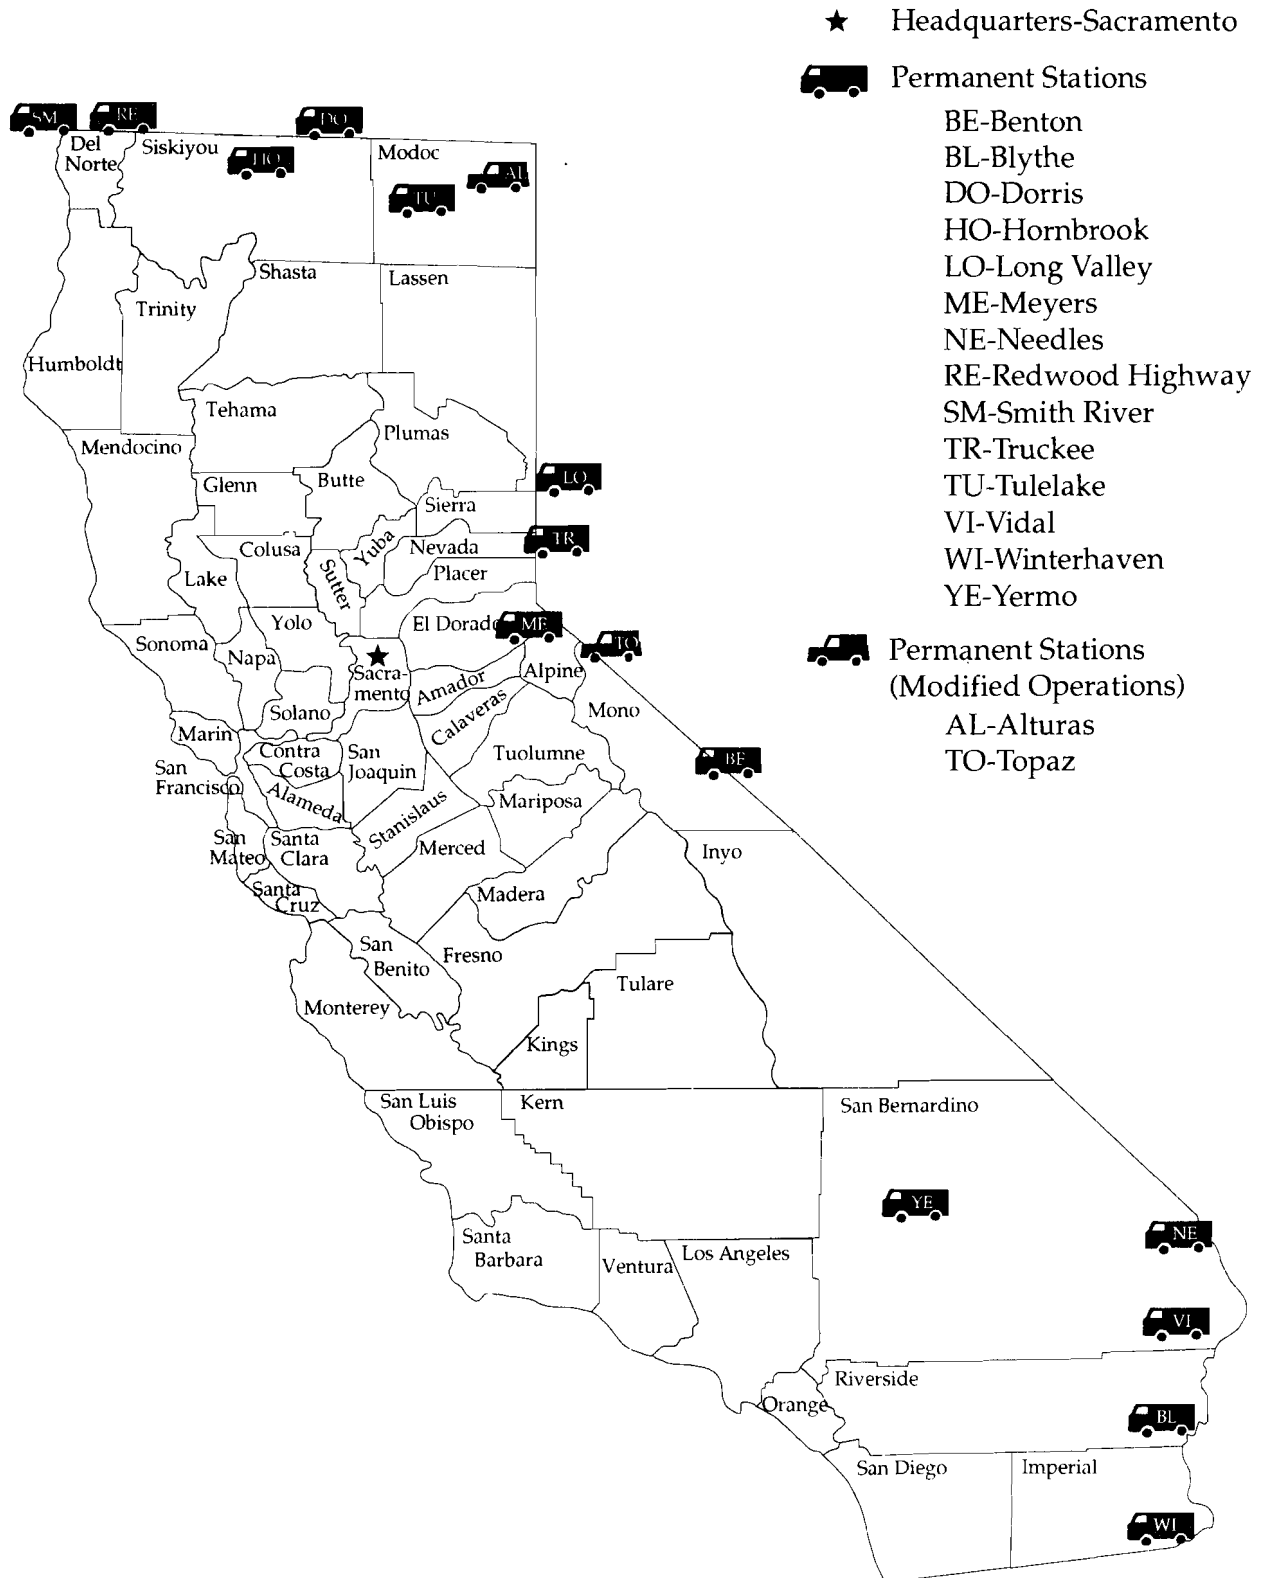 Headquarters-Sacramento
Permanent Stations
BE-Benton
BL-Blythe
DO-Dorris
HO-Hornbrook
LO-Long Valley
ME-Meyers
NE-Needles
RE-Redwood Highway
SM-Smith River
TR-Truckee
TU-Tulelake
VI-Vidal
WI-Winterhaven
YE-Yermo
Permanent Stations
(Modified Operations)
AL-Alturas
TO-Topaz
SM
RE
DO
Del
Norte
Siskiyou
HO
Modoc
AL
TU
Shasta
Lassen
Trinity
Humboldt
Tehama
Plumas
Mendocino
Glenn
Butte
LO
Sierra
Colusa
Yuba
Nevada
TR
Lake
Sutter
Placer
Yolo
El Dorado
ME
Sonoma
Napa
TO
Sacra-
mento
Amador
Alpine
Solano
Calaveras
Mono
Marin
Contra
Costa
San
Joaquin
Tuolumne
BE
San
Francisco
Alameda
Stanislaus
Mariposa
San
Mateo
Santa
Clara
Merced
Inyo
Santa
Cruz
Madera
San
Benito
Fresno
Tulare
Monterey
Kings
San Luis
Obispo
Kern
San Bernardino
YE
Santa
Barbara
Ventura
Los Angeles
NE
VI
Riverside
Orange
BL
San Diego
Imperial
WI